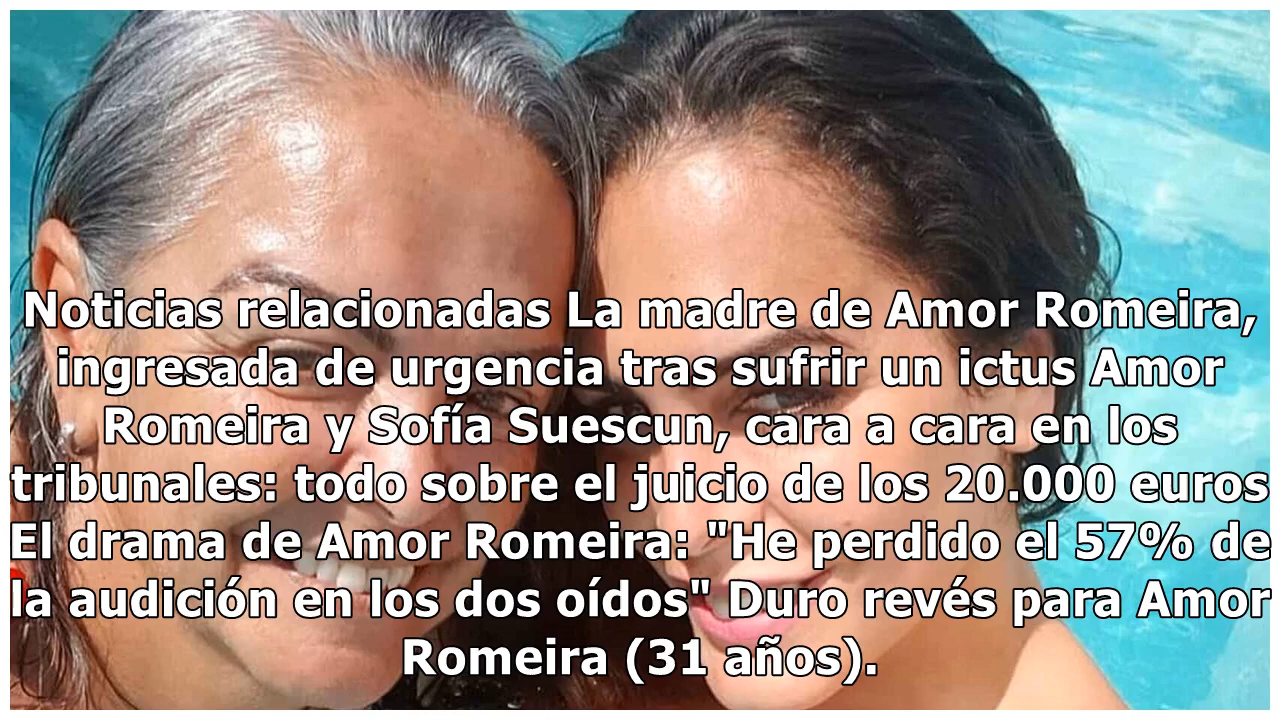 Noticias relacionadas La madre de Amor Romeira,
ingresada de urgencia tras sufrir un ictus Amor
Romeira y Sofía Suescun, cara a cara en los
tribunales: todo sobre el juicio de los 20.000 euros
El drama de Amor Romeira: "He perdido el 57% de
la audición en los dos oídos" Duro revés para Amor
Romeira (31 años).